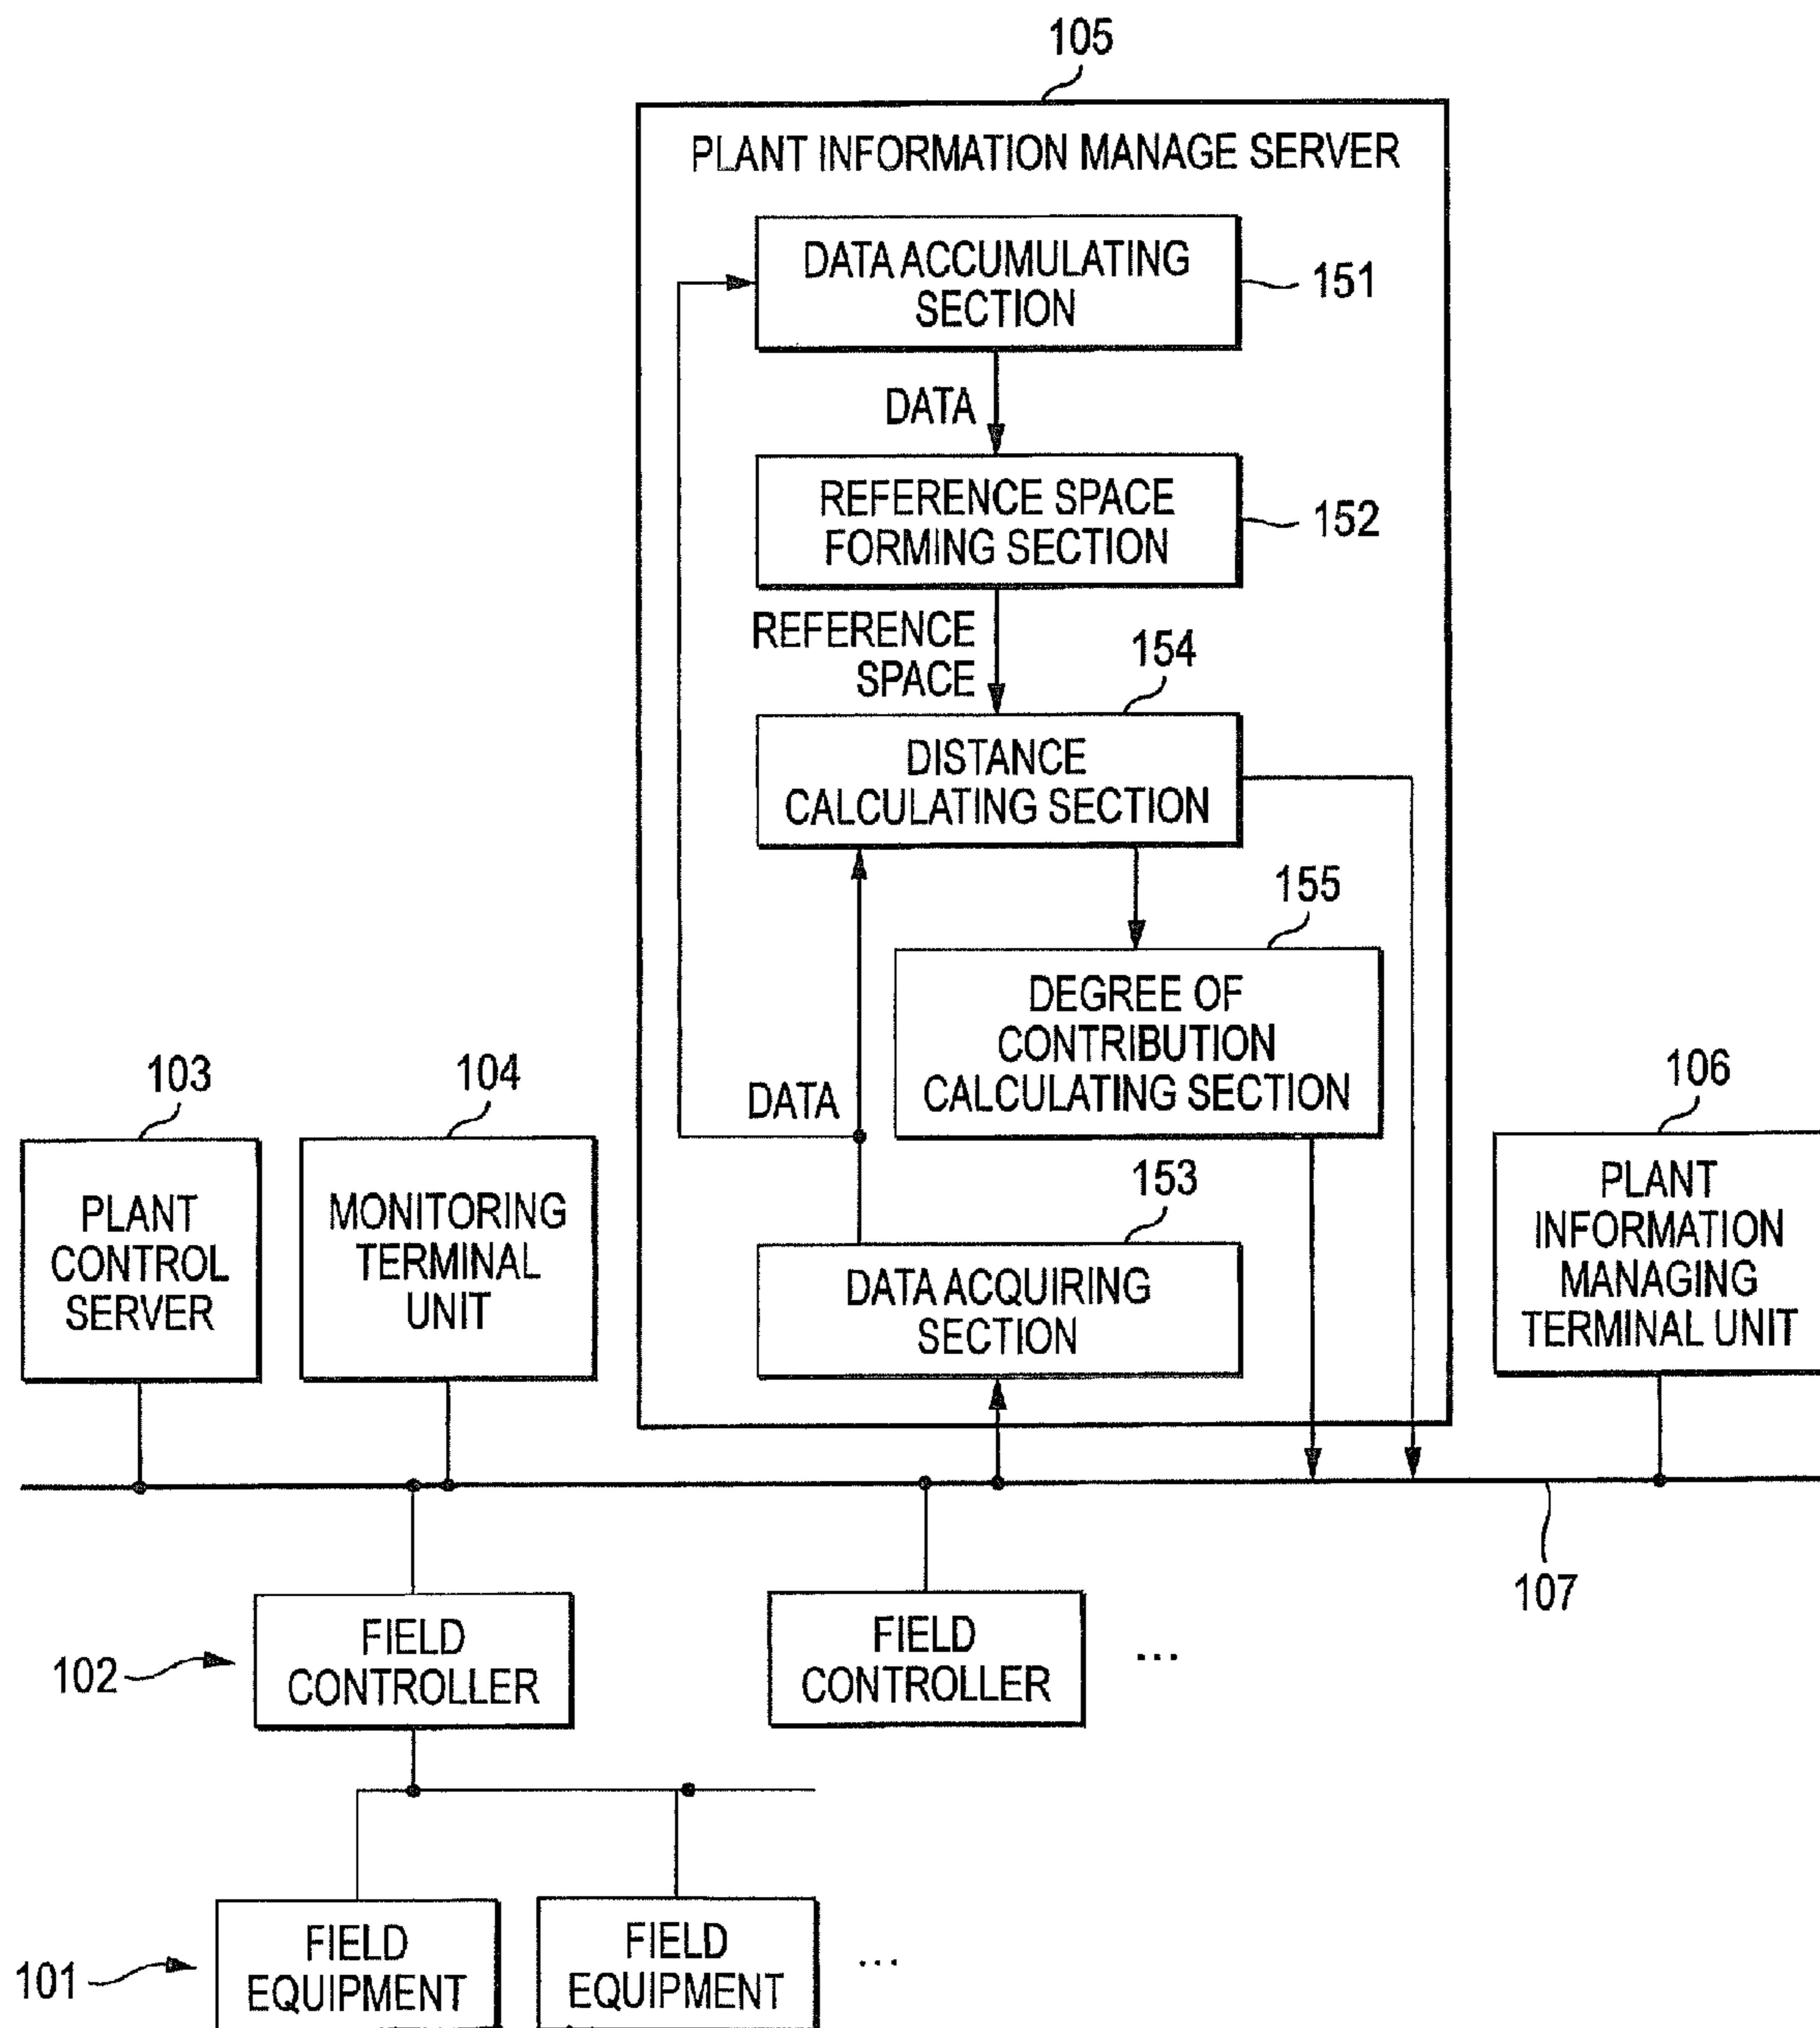 105
PLANT INFORMATION MANAGE SERVER
DATA ACCUMULATING
SECTION
151
DATA
REFERENCE SPACE
FORMING SECTION
152
REFERENCE
SPACE
154
DISTANCE
CALCULATING SECTION
155
DEGREE OF
CONTRIBUTION
CALCULATING SECTION
DATA
153
DATA ACQUIRING
SECTION
103
PLANT
CONTROL
SERVER
104
MONITORING
TERMINAL
UNIT
106
PLANT
INFORMATION
MANAGING
TERMINAL UNIT
107
102
FIELD
CONTROLLER
FIELD
CONTROLLER
...
101
FIELD
EQUIPMENT
FIELD
EQUIPMENT
...